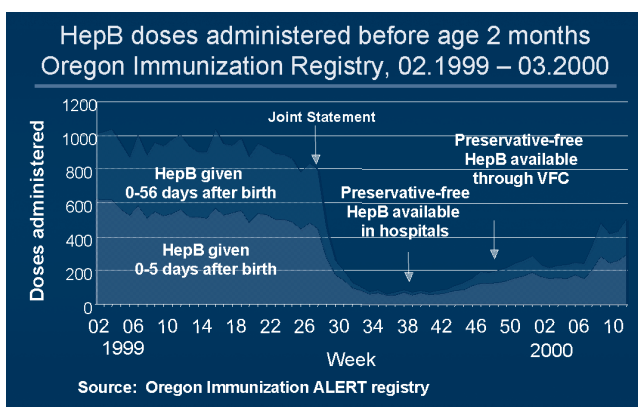 HepB doses administered before age 2 months
Oregon Immunization Registry, 02.1999 – 03.2000
1200
1000
800
600
400
200
0
Doses administered
Joint Statement
HepB given
0-56 days after birth
HepB given
0-5 days after birth
Preservative-free
HepB available
in hospitals
Preservative-free
HepB available
through VFC
02 06 10 14 18 22 26 30 34 38 42 46 50 02 06 10
1999 2000
Week
Source: Oregon Immunization ALERT registry